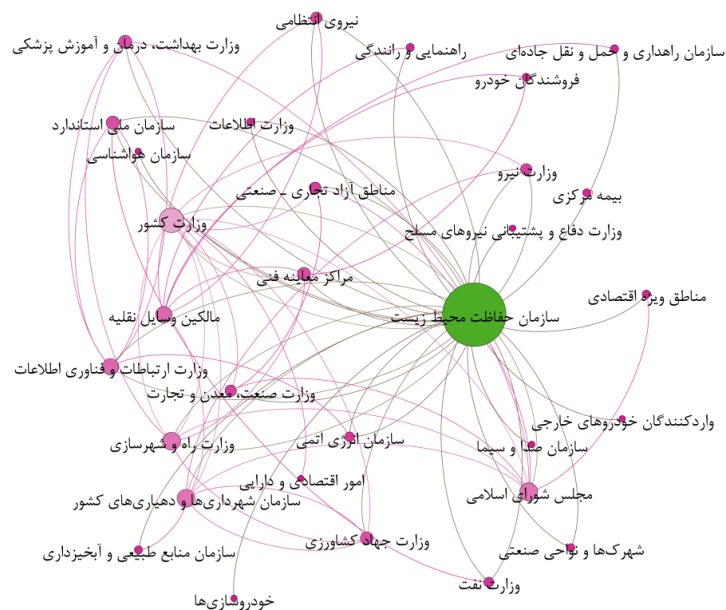 نیروی انتظامی
وزارت بهداشت، درمان و آموزش پزشکی
راهنمایی و رانندگی
سازمان راهداری و حمل و نقل جاده‌ای
فروشندگان خودرو
سازمان ملی استاندارد
وزارت اطلاعات
سازمان هواشناسی
وزارت نیرو
مناطق آزاد تجاری ـ صنعتی
بیمه مرکزی
وزارت کشور
وزارت دفاع و پشتیبانی نیروهای مسلح
مراکز معاینه فنی
مناطق ویژه اقتصادی
مالکین وسایل نقلیه
سازمان حفاظت محیط زیست
وزارت ارتباطات و فناوری اطلاعات
وزارت صنعت، معدن و تجارت
واردکنندگان خودروهای خارجی
وزارت راه و شهرسازی
سازمان انرژی اتمی
سازمان صدا و سیما
امور اقتصادی و دارایی
مجلس شورای اسلامی
سازمان شهرداری‌ها و دهیاری‌های کشور
وزارت جهاد کشاورزی
شهرک‌ها و نواحی صنعتی
سازمان منابع طبیعی و آبخیزداری
وزارت نفت
خودروسازی‌ها